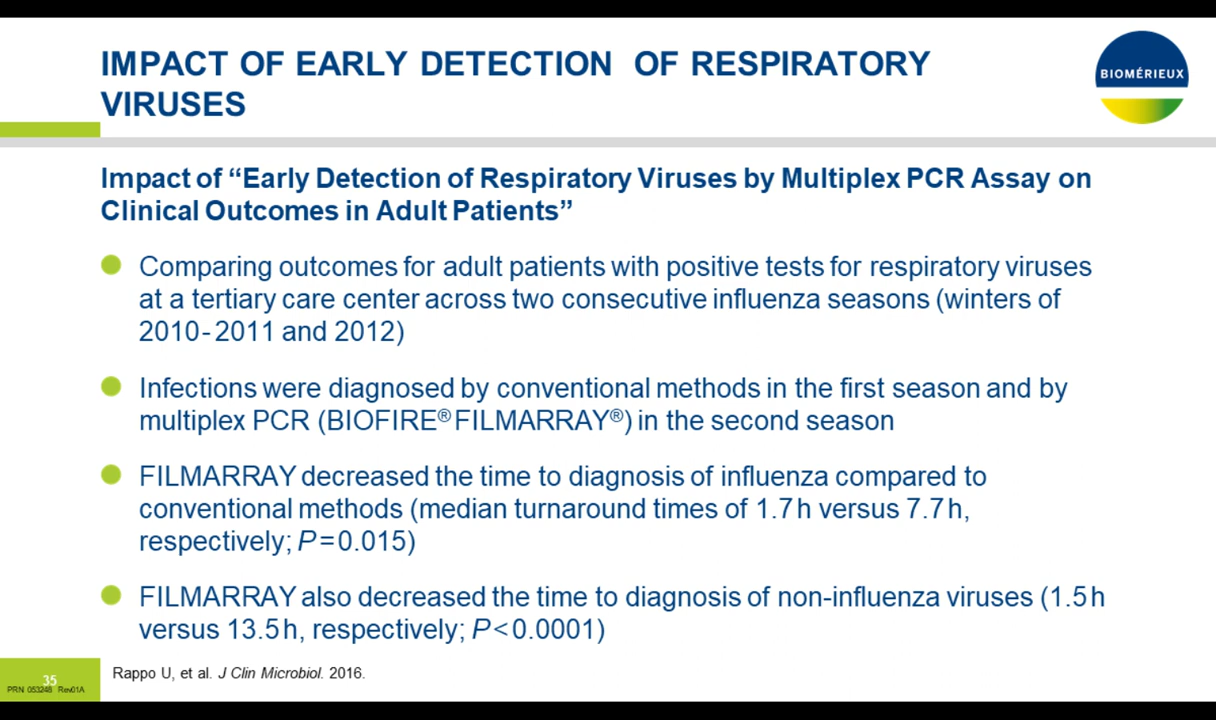 IMPACT OF EARLY DETECTION OF RESPIRATORY
VIRUSES
BIOMÉRIEUX
Impact of “Early Detection of Respiratory Viruses by Multiplex PCR Assay on
Clinical Outcomes in Adult Patients”
Comparing outcomes for adult patients with positive tests for respiratory viruses
at a tertiary care center across two consecutive influenza seasons (winters of
2010-2011 and 2012)
Infections were diagnosed by conventional methods in the first season and by
multiplex PCR (BIOFIRE® FILMARRAY®) in the second season
FILMARRAY decreased the time to diagnosis of influenza compared to
conventional methods (median turnaround times of 1.7 h versus 7.7 h,
respectively; P=0.015)
FILMARRAY also decreased the time to diagnosis of non-influenza viruses (1.5 h
versus 13.5 h, respectively; P<0.0001)
Rappo U, et al. J Clin Microbiol. 2016.
35
PRN 053248 Rev01A